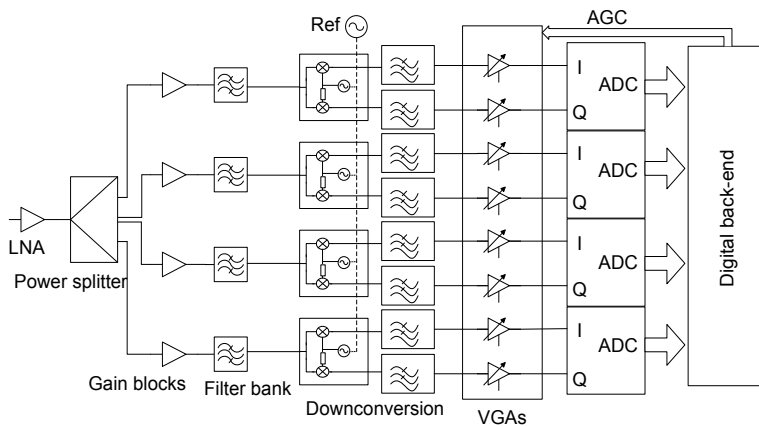 Ref
AGC
I
ADC
Q
I
ADC
Q
I
ADC
Q
I
ADC
Q
Digital back-end
LNA
Power splitter
Gain blocks
Filter bank
Downconversion
VGAs